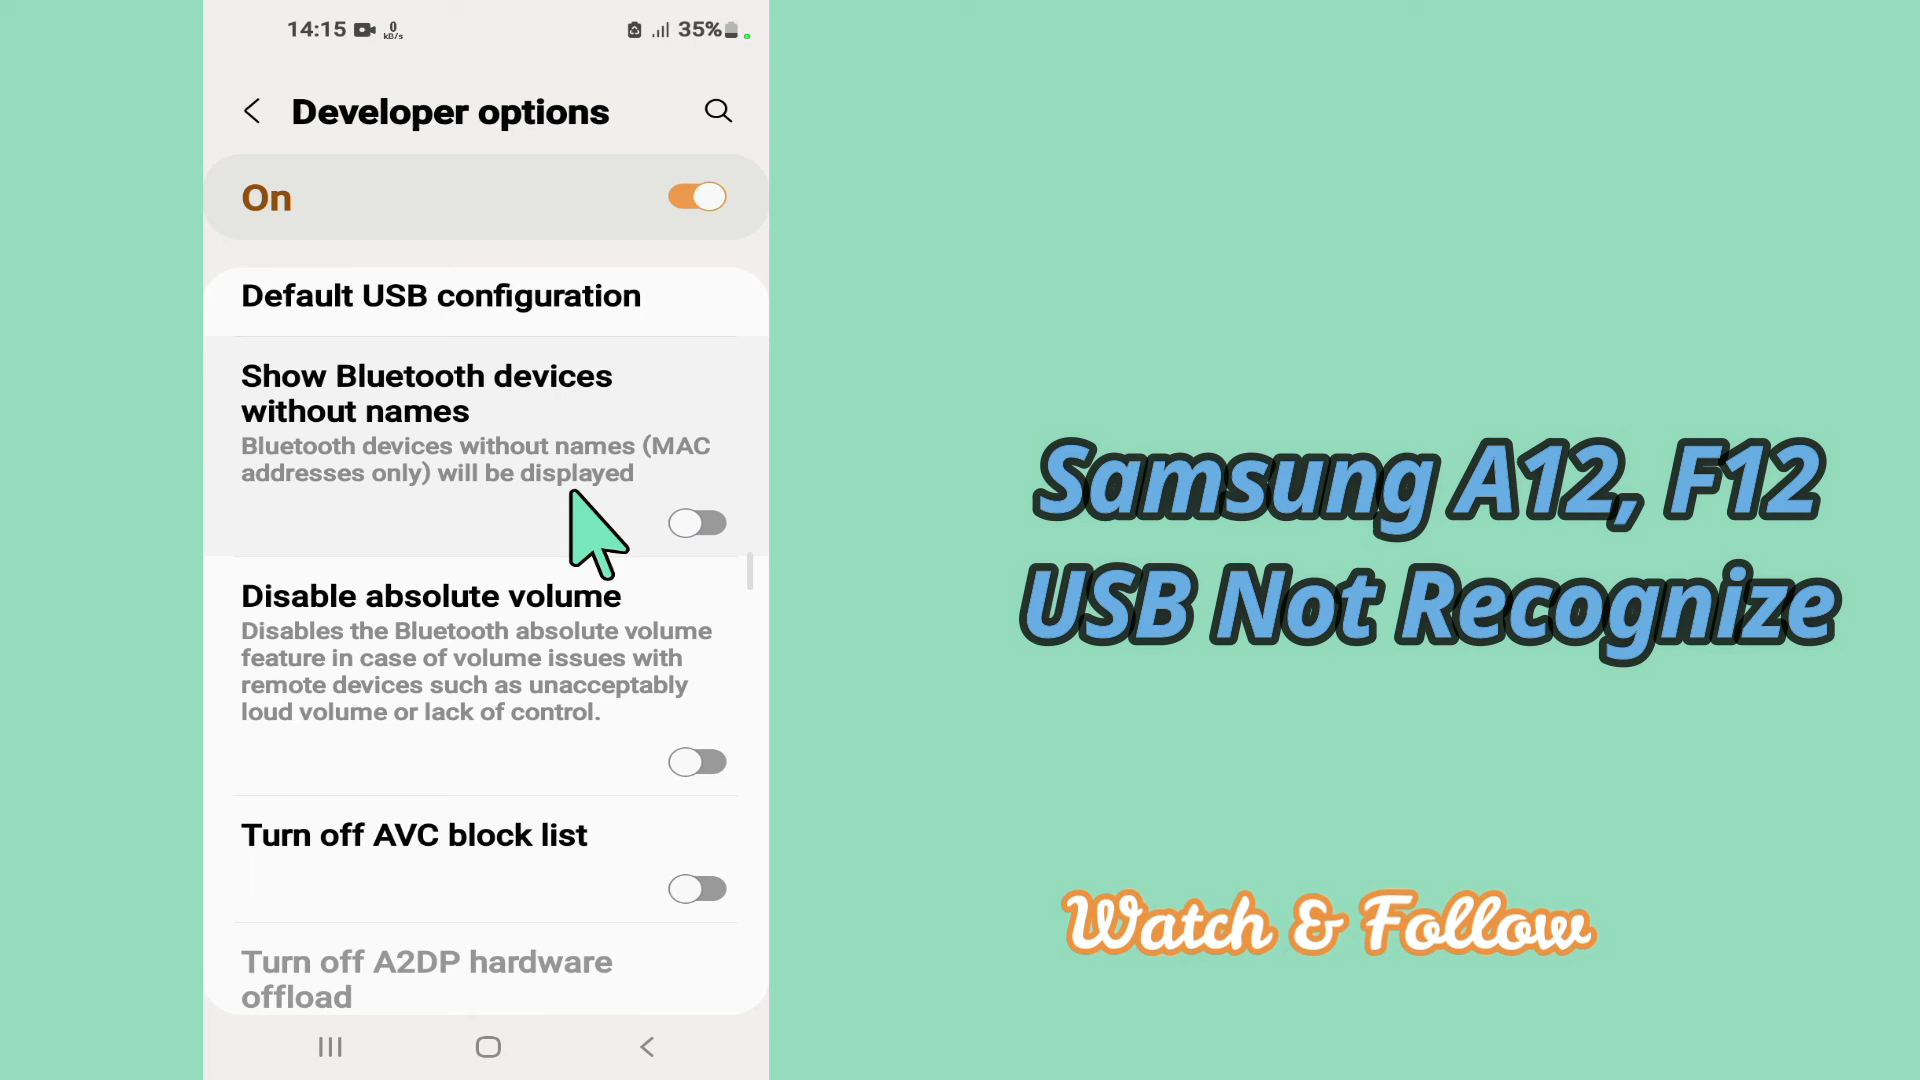 14:15 0 kB/s 35%
Developer options
On
Default USB configuration
Show Bluetooth devices
without names
Bluetooth devices without names (MAC
addresses only) will be displayed
Disable absolute volume
Disables the Bluetooth absolute volume
feature in case of volume issues with
remote devices such as unacceptably
loud volume or lack of control.
Turn off AVC block list
Turn off A2DP hardware
offload
Samsung A12, F12
USB Not Recognize
Watch & Follow